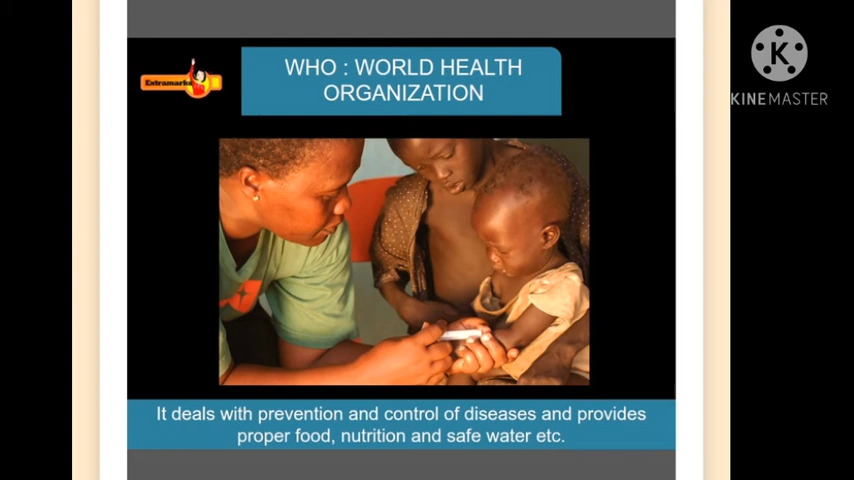 WHO : WORLD HEALTH
ORGANIZATION
Extramarks
KINEMASTER
It deals with prevention and control of diseases and provides
proper food, nutrition and safe water etc.